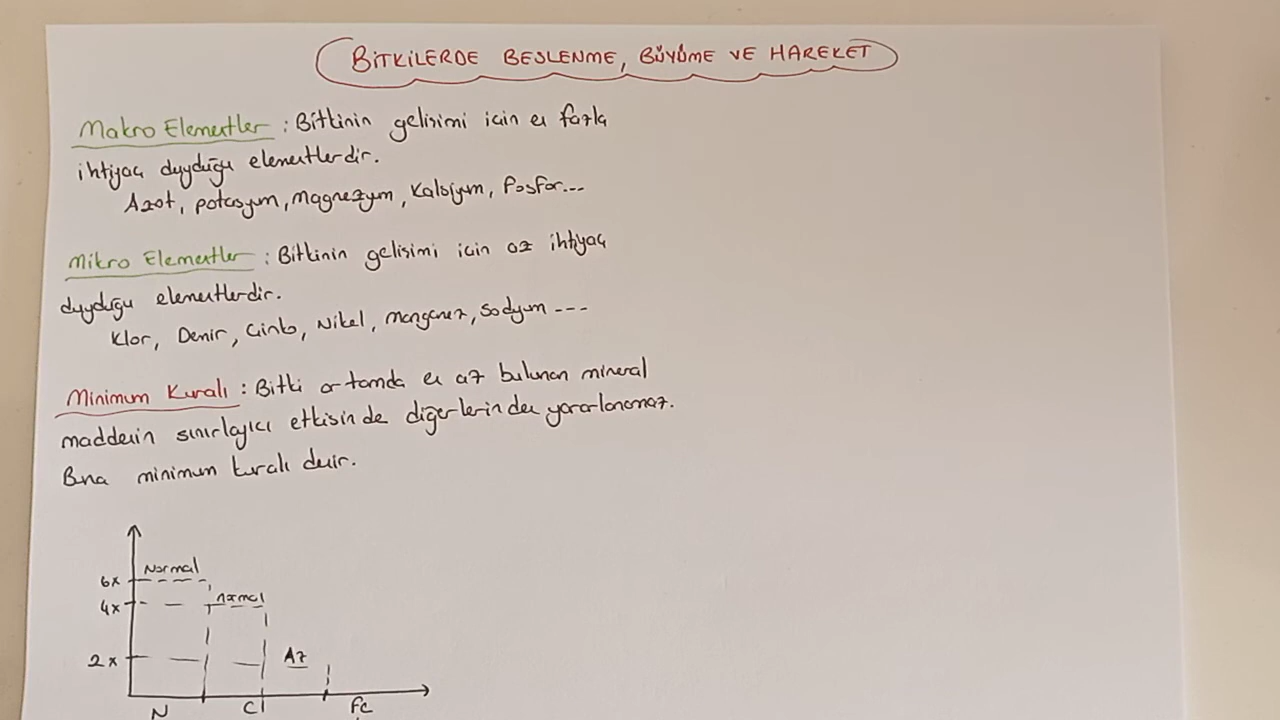 BİTKİLERDE BESLENME, BÜYÜME VE HAREKET
Makro Elementler : Bitkinin gelişimi için en fazla
ihtiyaç duyduğu elementlerdir.
Azot, potasyum, Magnezyum, Kalsiyum, Fosfor...
Mikro Elementler : Bitkinin gelişimi için az ihtiyaç
duyduğu elementlerdir.
Klor, Demir, Çinko, Nikel, manganez, Sodyum ---
Minimum Kuralı : Bitki ortamda en az bulunan mineral
maddenin sınırlayıcı etkisinde diğerlerinden yararlanamaz.
Buna minimum kuralı denir.
Normal
6x
4x
normal
2x
Az
N Cl Fe